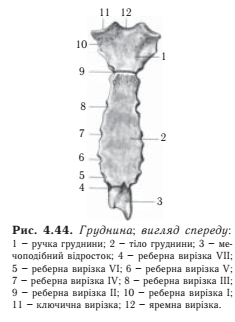 11 12
10
1
9
8
7
2
6
5
4
3
Рис. 4.44. Груднина; вигляд спереду:
1 – ручка груднини; 2 – тіло груднини; 3 – ме-
чоподібний відросток; 4 – реберна вирізка VII;
5 – реберна вирізка VI; 6 – реберна вирізка V;
7 – реберна вирізка IV; 8 – реберна вирізка III;
9 – реберна вирізка II; 10 – реберна вирізка I;
11 – ключична вирізка; 12 – яремна вирізка.